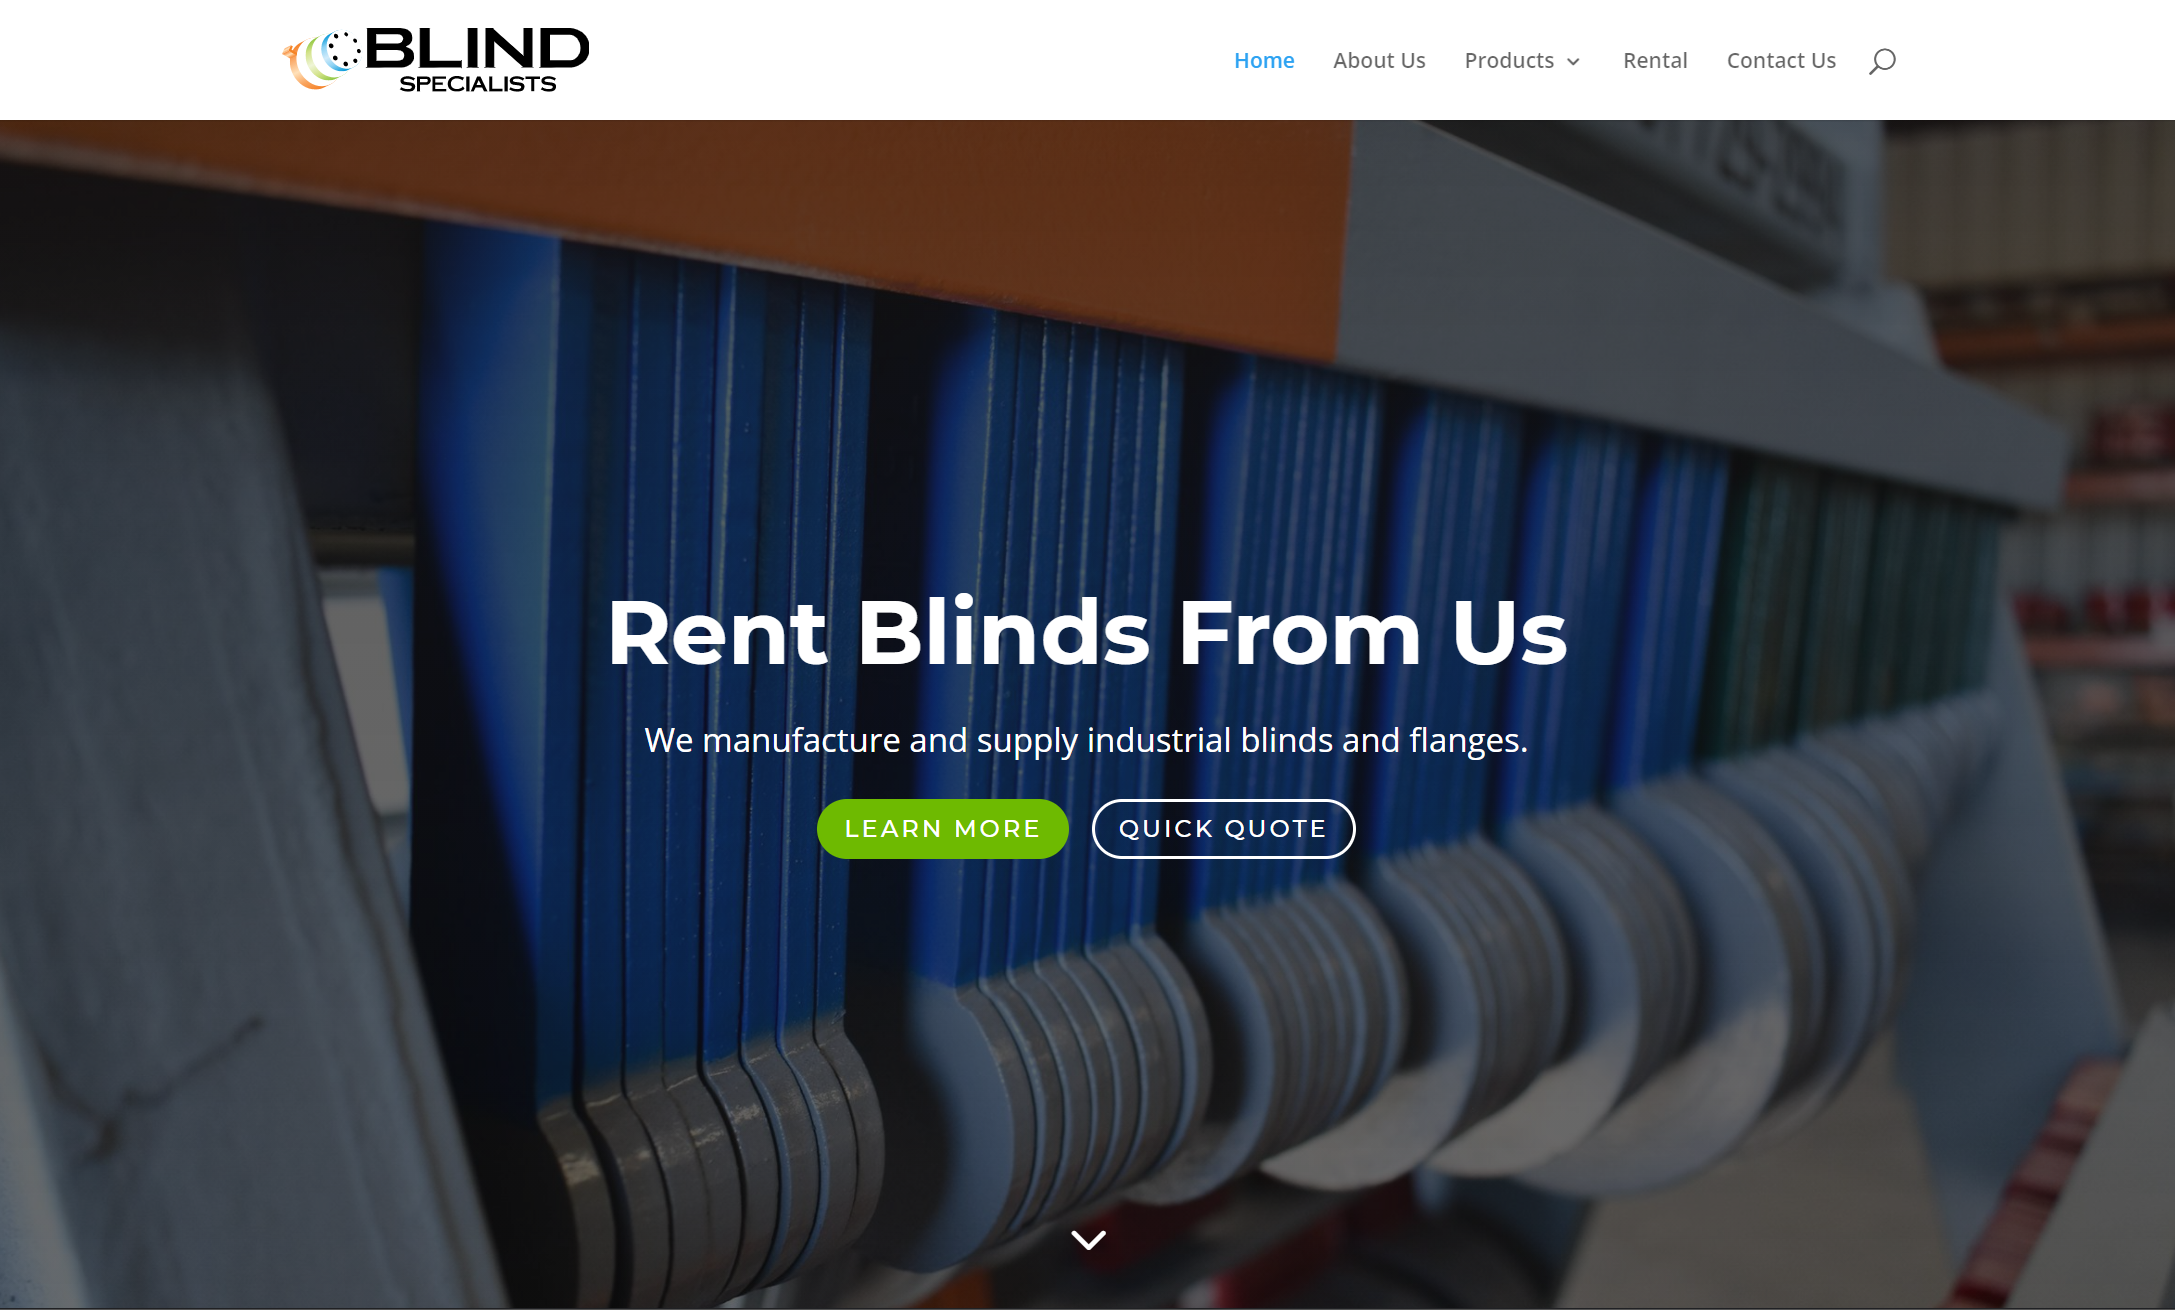 BLIND
SPECIALISTS
Home About Us Products Rental Contact Us
Rent Blinds From Us
We manufacture and supply industrial blinds and flanges.
LEARN MORE QUICK QUOTE